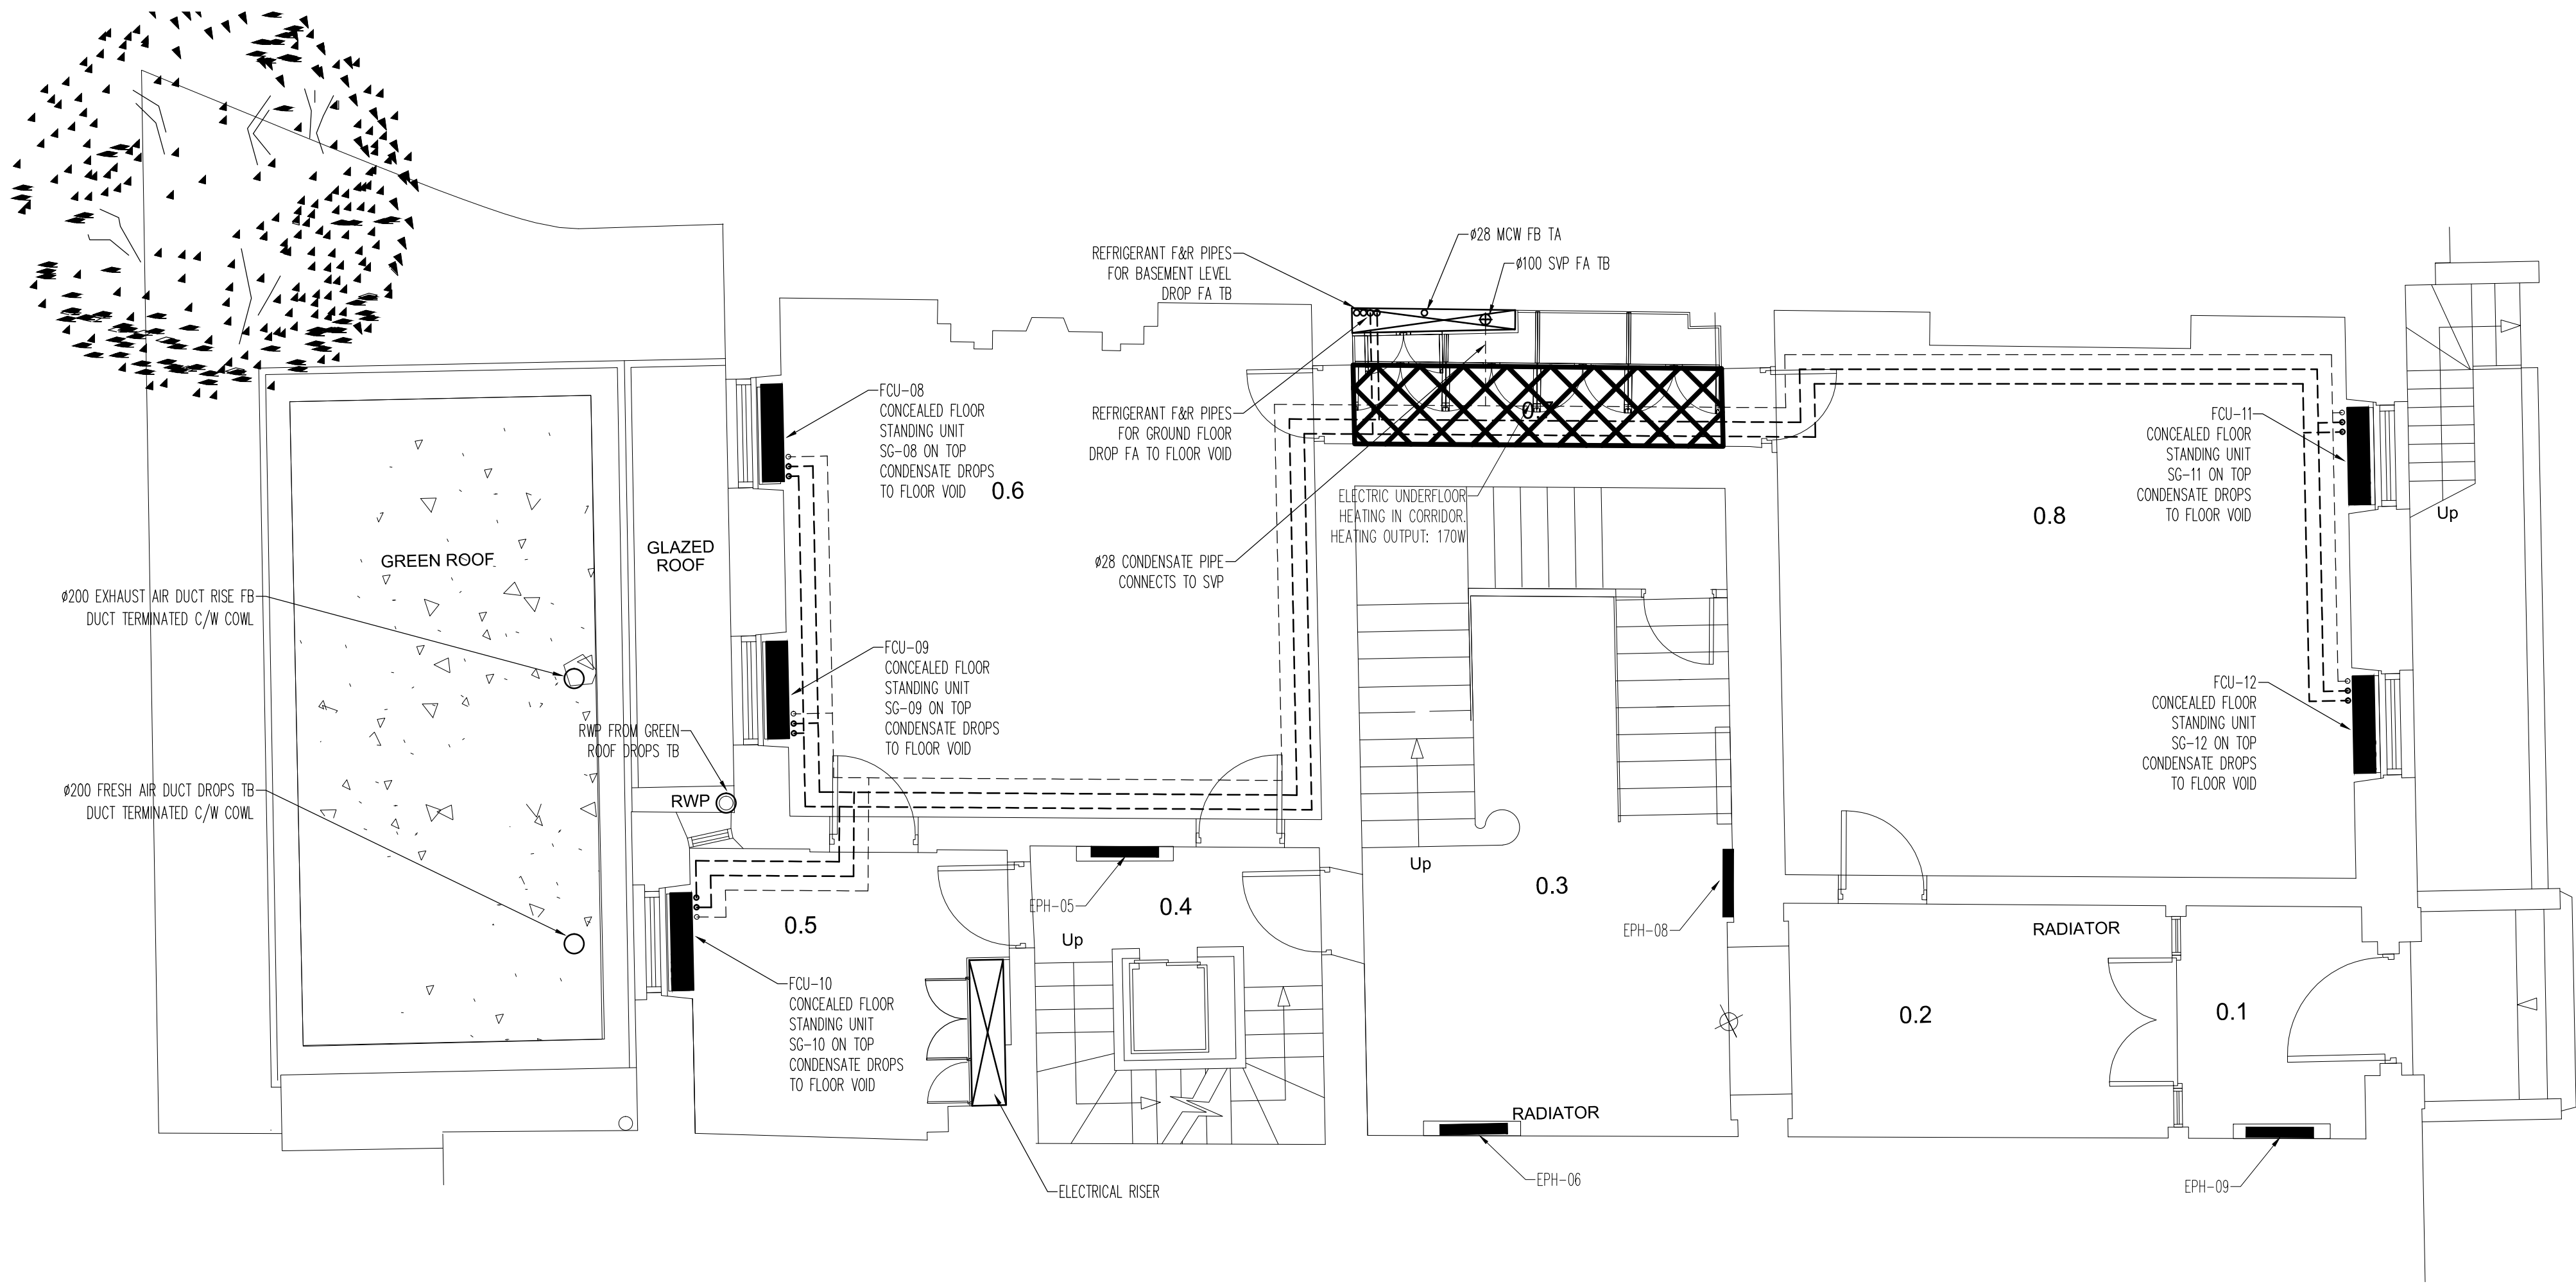 ø28 MCW FB TA
ø100 SVP FA TB
REFRIGERANT F&R PIPES
FOR BASEMENT LEVEL
DROP FA TB
FCU-08
CONCEALED FLOOR
STANDING UNIT
SG-08 ON TOP
CONDENSATE DROPS
TO FLOOR VOID
0.6
REFRIGERANT F&R PIPES
FOR GROUND FLOOR
DROP FA TO FLOOR VOID
ELECTRIC UNDERFLOOR
HEATING IN CORRIDOR.
HEATING OUTPUT: 170W
ø28 CONDENSATE PIPE
CONNECTS TO SVP
FCU-11
CONCEALED FLOOR
STANDING UNIT
SG-11 ON TOP
CONDENSATE DROPS
TO FLOOR VOID
0.8
Up
GREEN ROOF
GLAZED
ROOF
ø200 EXHAUST AIR DUCT RISE FB
DUCT TERMINATED C/W COWL
FCU-09
CONCEALED FLOOR
STANDING UNIT
SG-09 ON TOP
CONDENSATE DROPS
TO FLOOR VOID
FCU-12
CONCEALED FLOOR
STANDING UNIT
SG-12 ON TOP
CONDENSATE DROPS
TO FLOOR VOID
RWP FROM GREEN
ROOF DROPS TB
RWP
ø200 FRESH AIR DUCT DROPS TB
DUCT TERMINATED C/W COWL
Up
0.3
EPH-05
0.4
Up
0.5
EPH-08
RADIATOR
FCU-10
CONCEALED FLOOR
STANDING UNIT
SG-10 ON TOP
CONDENSATE DROPS
TO FLOOR VOID
0.2
0.1
RADIATOR
EPH-06
EPH-09
ELECTRICAL RISER